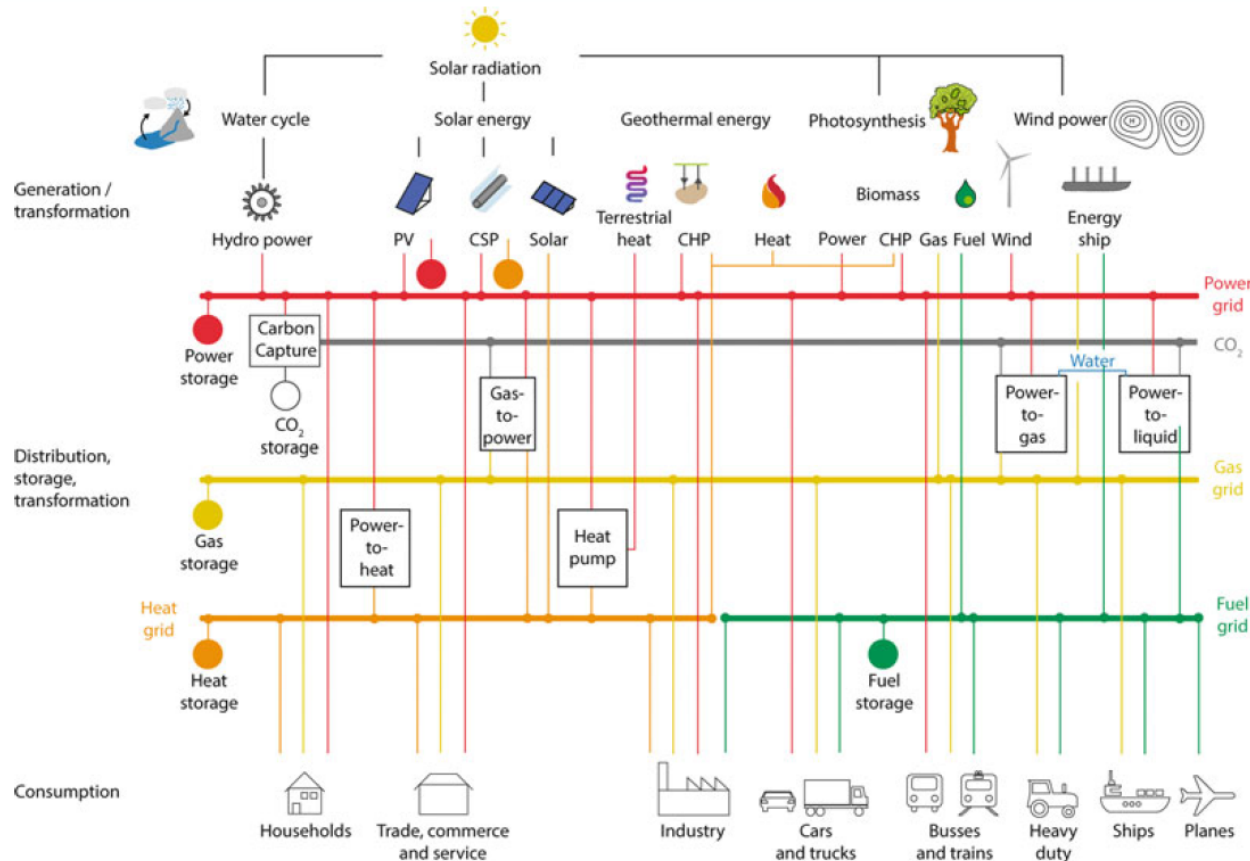 Solar radiation
Water cycle
Solar energy
Geothermal energy
Photosynthesis
Wind power
H
T
Generation /
transformation
Biomass
Hydro power
PV
CSP
Solar
Terrestrial
heat
CHP
Heat
Power
CHP
Gas
Fuel
Wind
Energy
ship
Power
grid
Carbon
Capture
CO₂
Power
storage
Water
Gas-
to-
power
Power-
to-
gas
Power-
to-
liquid
CO₂
storage
Distribution,
storage,
transformation
Gas
grid
Gas
storage
Power-
to-
heat
Heat
pump
Heat
grid
Fuel
grid
Heat
storage
Fuel
storage
Consumption
Households
Trade, commerce
and service
Industry
Cars
and trucks
Busses
and trains
Heavy
duty
Ships
Planes